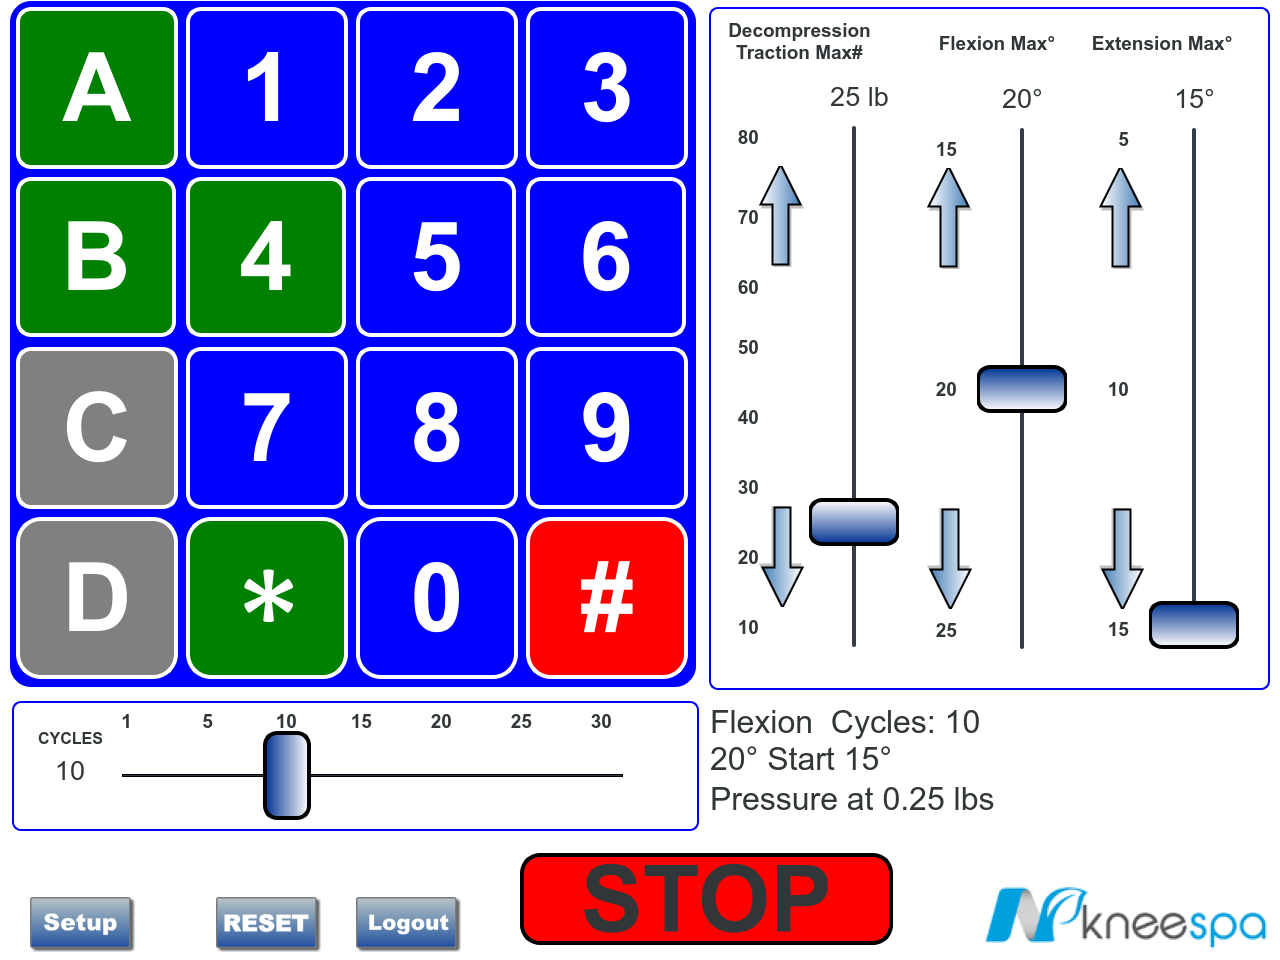 A 1 2 3
B 4 5 6
C 7 8 9
D * 0 #
Decompression
Traction Max#
Flexion Max°
Extension Max°
25 lb
20°
15°
80
70
60
50
40
30
20
10
15
20
25
5
10
15
1 5 10 15 20 25 30
CYCLES
10
Flexion  Cycles: 10
20° Start 15°
Pressure at 0.25 lbs
Setup
RESET
Logout
STOP
kneespa